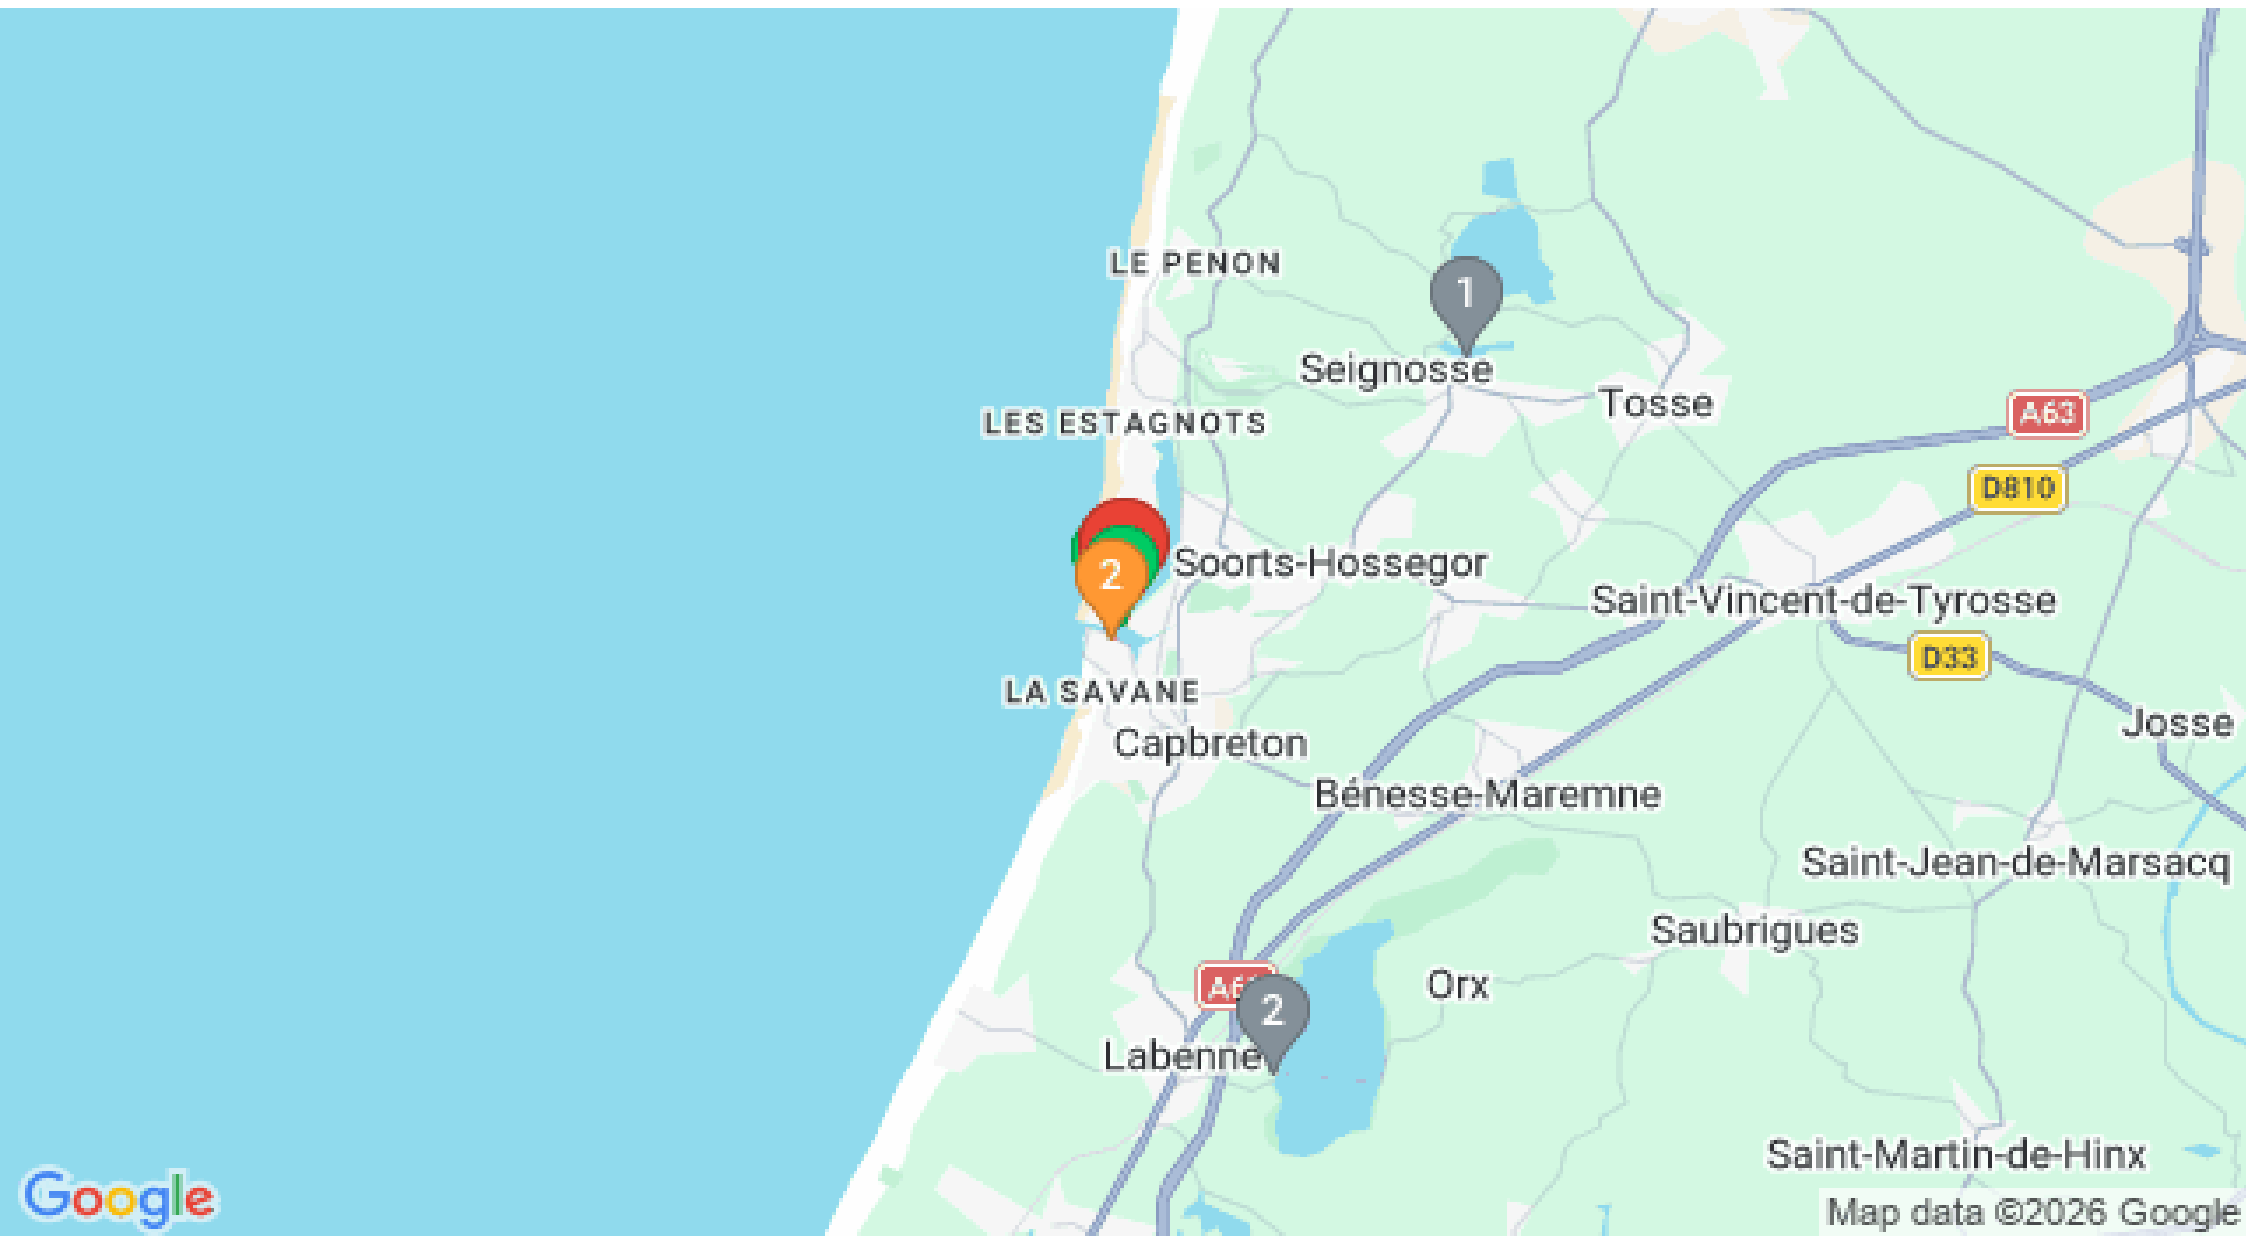 LE PENON
1
Seignosse
Tosse
A63
LES ESTAGNOTS
D810
2
Soorts-Hossegor
Saint-Vincent-de-Tyrosse
D33
LA SAVANE
Josse
Capbreton
Bénesse-Maremne
Saint-Jean-de-Marsacq
Saubrigues
Orx
2
Labenne
Saint-Martin-de-Hinx
Google
Map data ©2026 Google